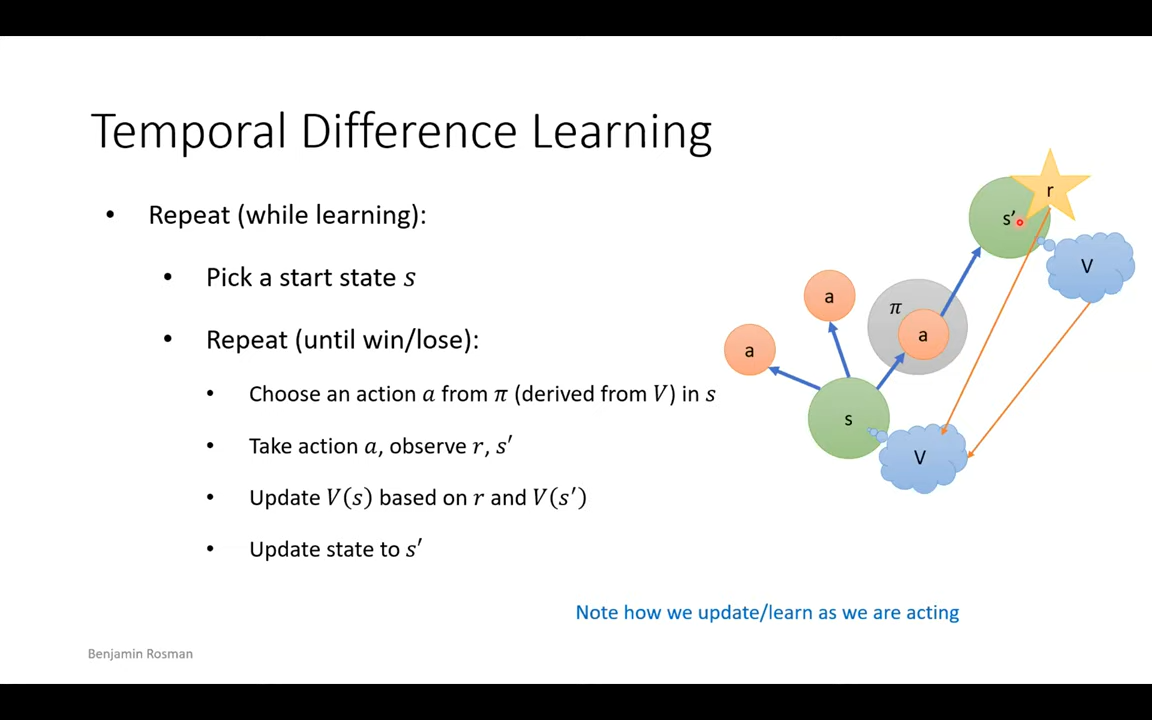 Temporal Difference Learning
• Repeat (while learning):
• Pick a start state s
• Repeat (until win/lose):
• Choose an action a from π (derived from V) in s
• Take action a, observe r, s′
• Update V(s) based on r and V(s′)
• Update state to s′
r
s′
V
a
π
a
a
s
V
Note how we update/learn as we are acting
Benjamin Rosman